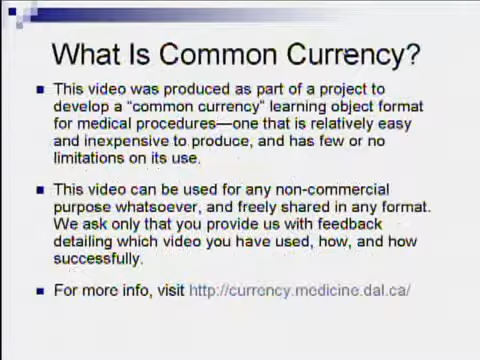 What Is Common Currency?
This video was produced as part of a project to
develop a “common currency” learning object format
for medical procedures—one that is relatively easy
and inexpensive to produce, and has few or no
limitations on its use.
This video can be used for any non-commercial
purpose whatsoever, and freely shared in any format.
We ask only that you provide us with feedback
detailing which video you have used, how, and how
successfully.
For more info, visit http://currency.medicine.dal.ca/